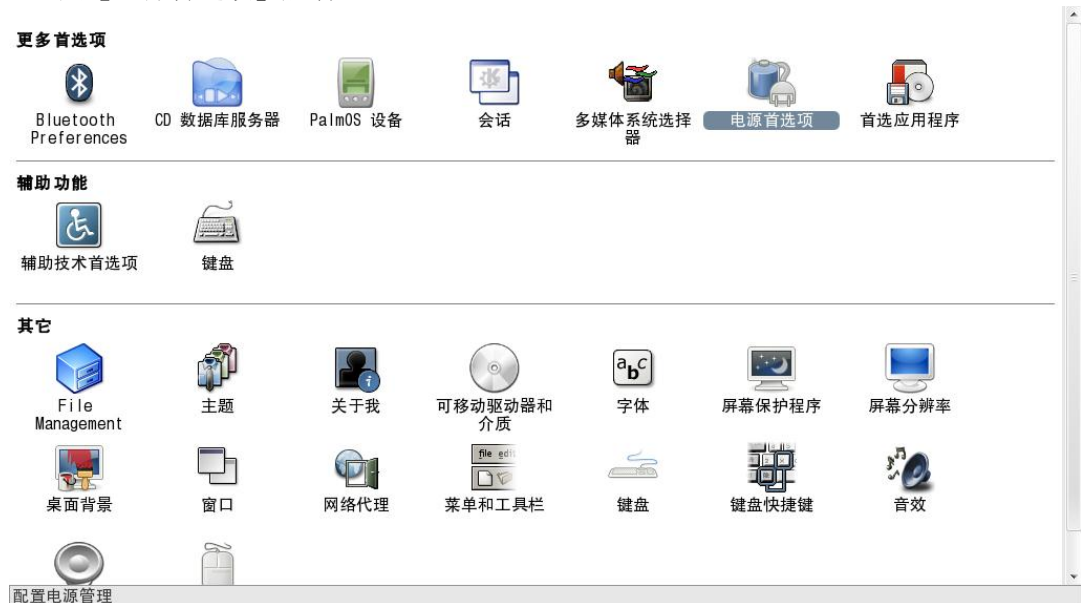 更多首选项
Bluetooth Preferences
CD 数据库服务器
PalmOS 设备
会话
多媒体系统选择器
电源首选项
首选应用程序
辅助功能
辅助技术首选项
键盘
其它
File Management
主题
关于我
可移动驱动器和介质
字体
屏幕保护程序
屏幕分辨率
桌面背景
窗口
网络代理
file edit
菜单和工具栏
键盘
键盘快捷键
音效
配置电源管理